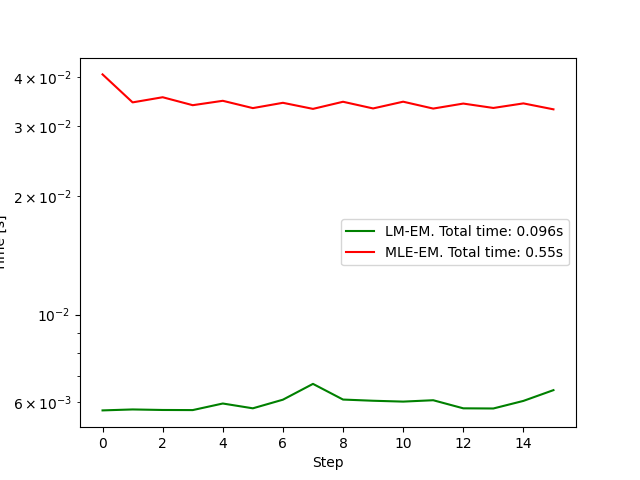 4 × 10⁻²
3 × 10⁻²
2 × 10⁻²
10⁻²
6 × 10⁻³
Time [s]
LM-EM. Total time: 0.096s
MLE-EM. Total time: 0.55s
0 2 4 6 8 10 12 14
Step